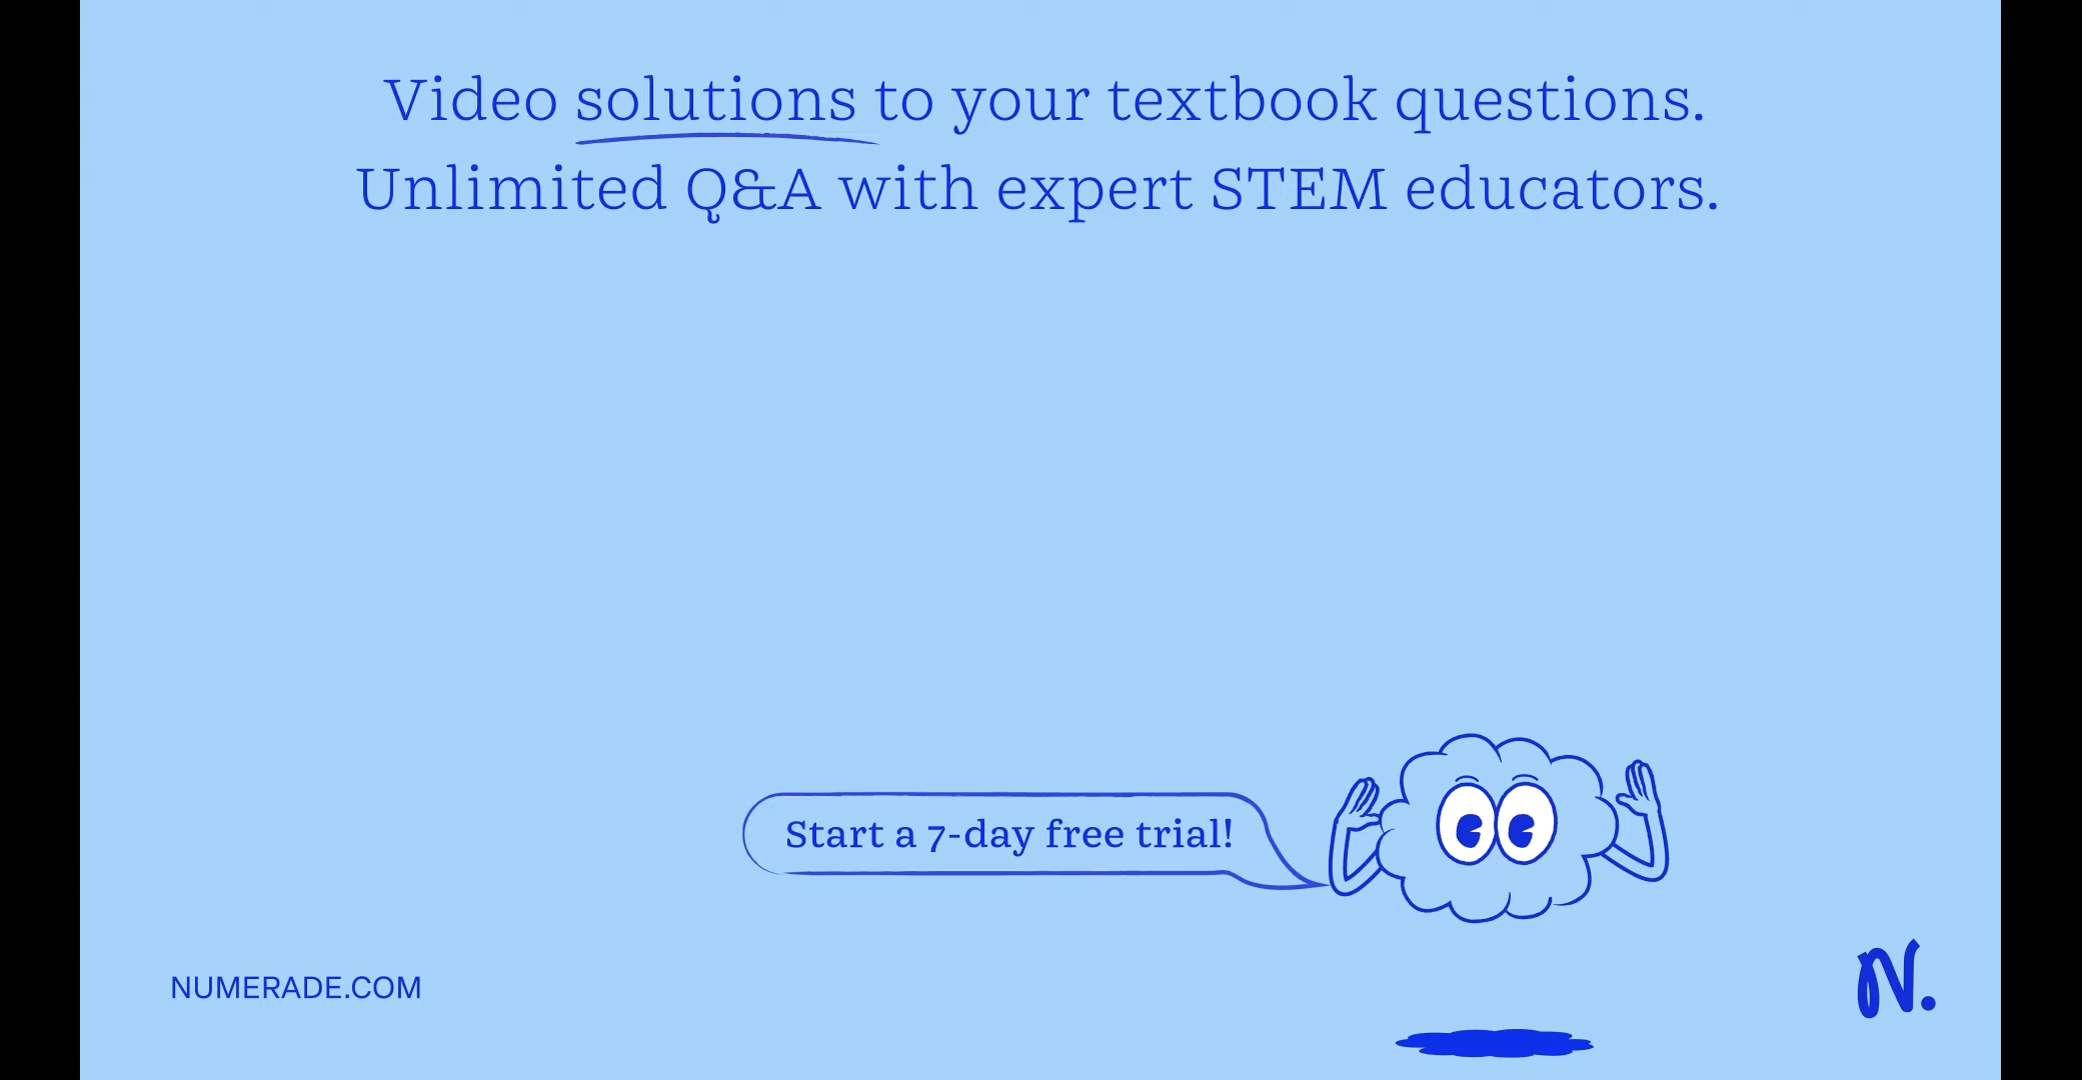 Video solutions to your textbook questions.
Unlimited Q&A with expert STEM educators.
Start a 7-day free trial!
NUMERADE.COM
N.